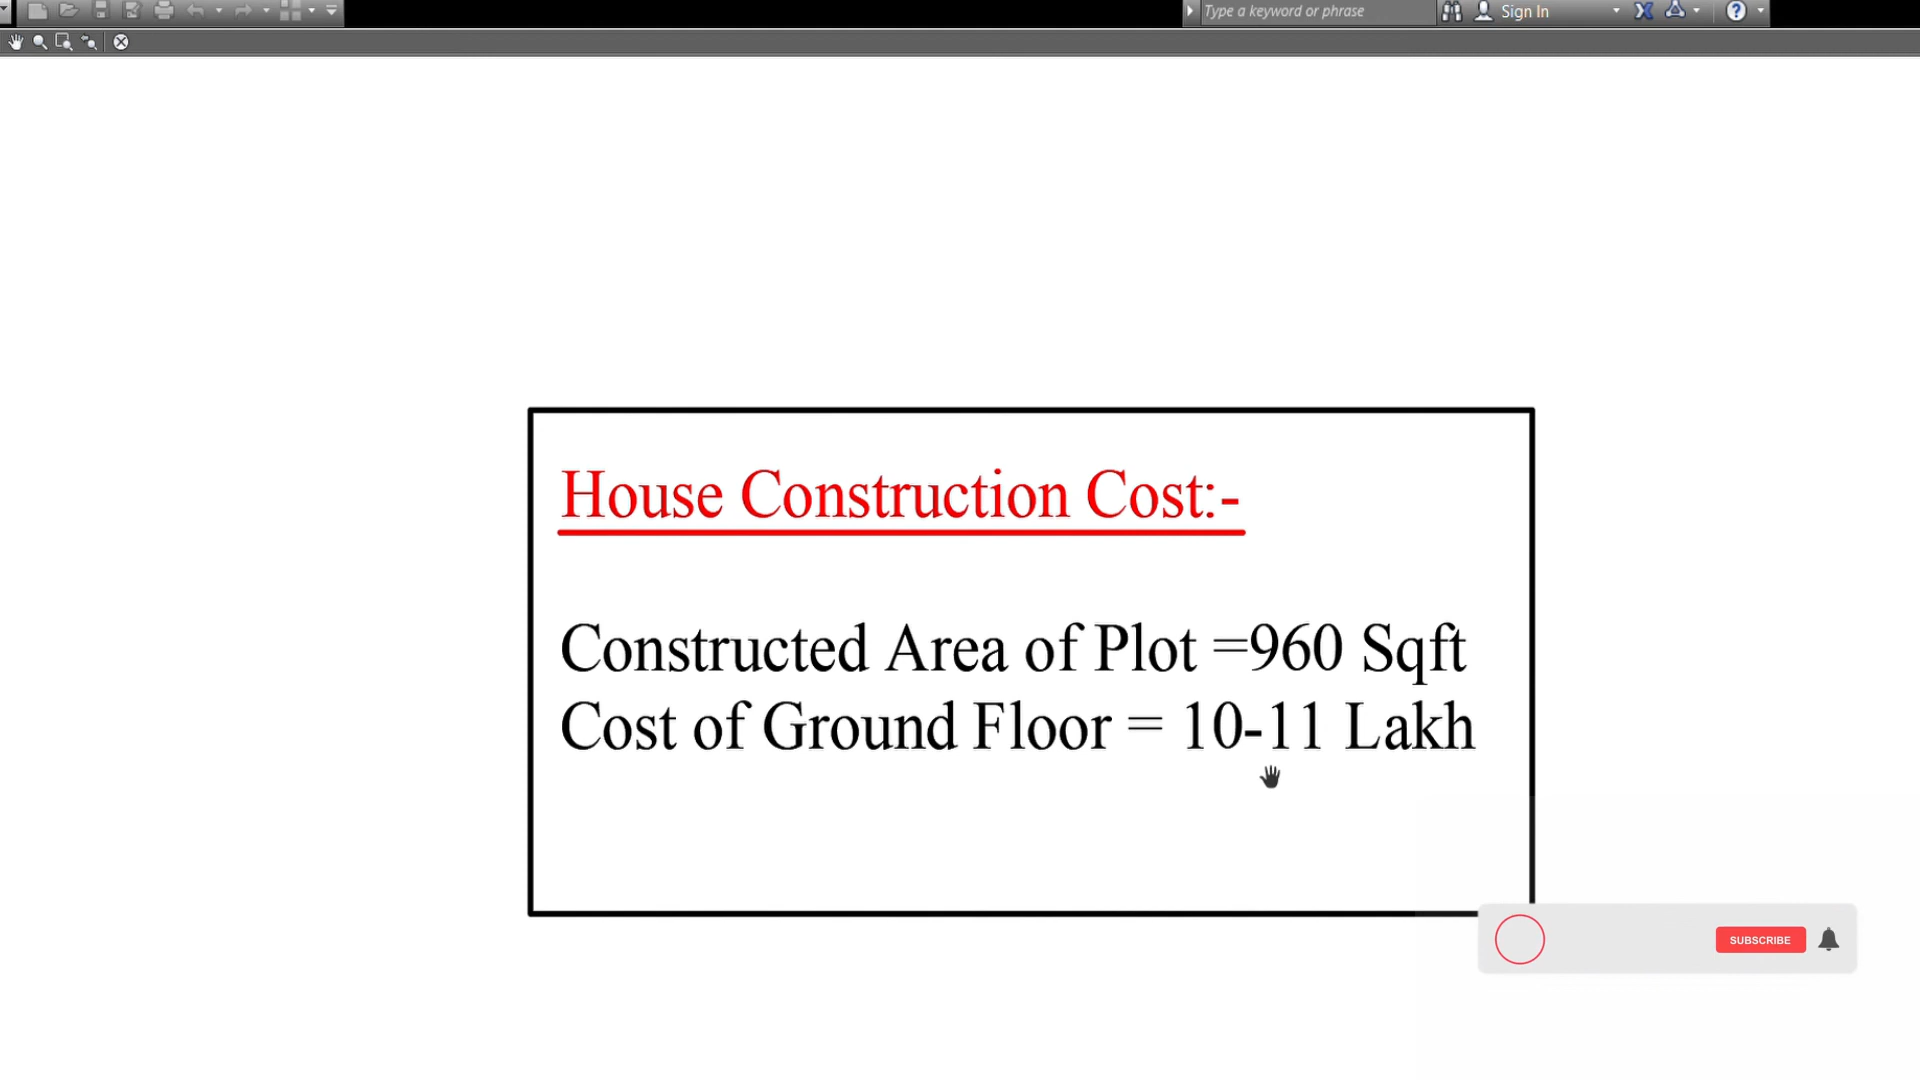 Type a keyword or phrase
Sign In
House Construction Cost:-
Constructed Area of Plot =960 Sqft
Cost of Ground Floor = 10-11 Lakh
SUBSCRIBE